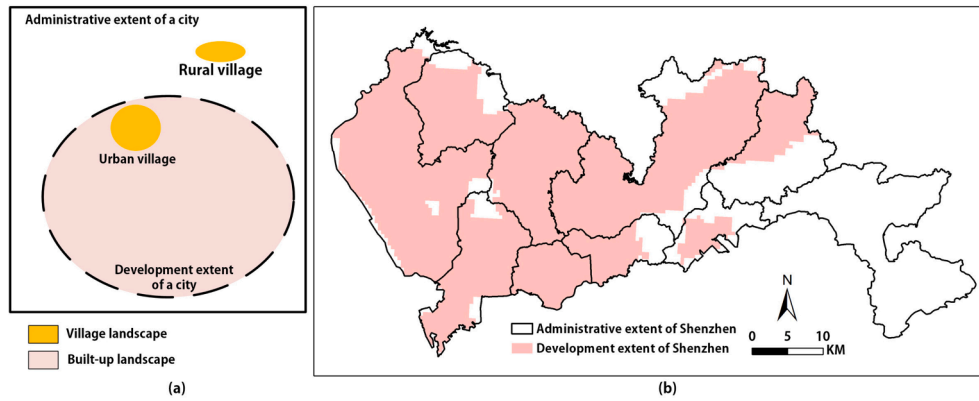 Administrative extent of a city
Rural village
Urban village
Development extent
of a city
Village landscape
Built-up landscape
(a)
N
Administrative extent of Shenzhen
Development extent of Shenzhen
0 5 10
KM
(b)